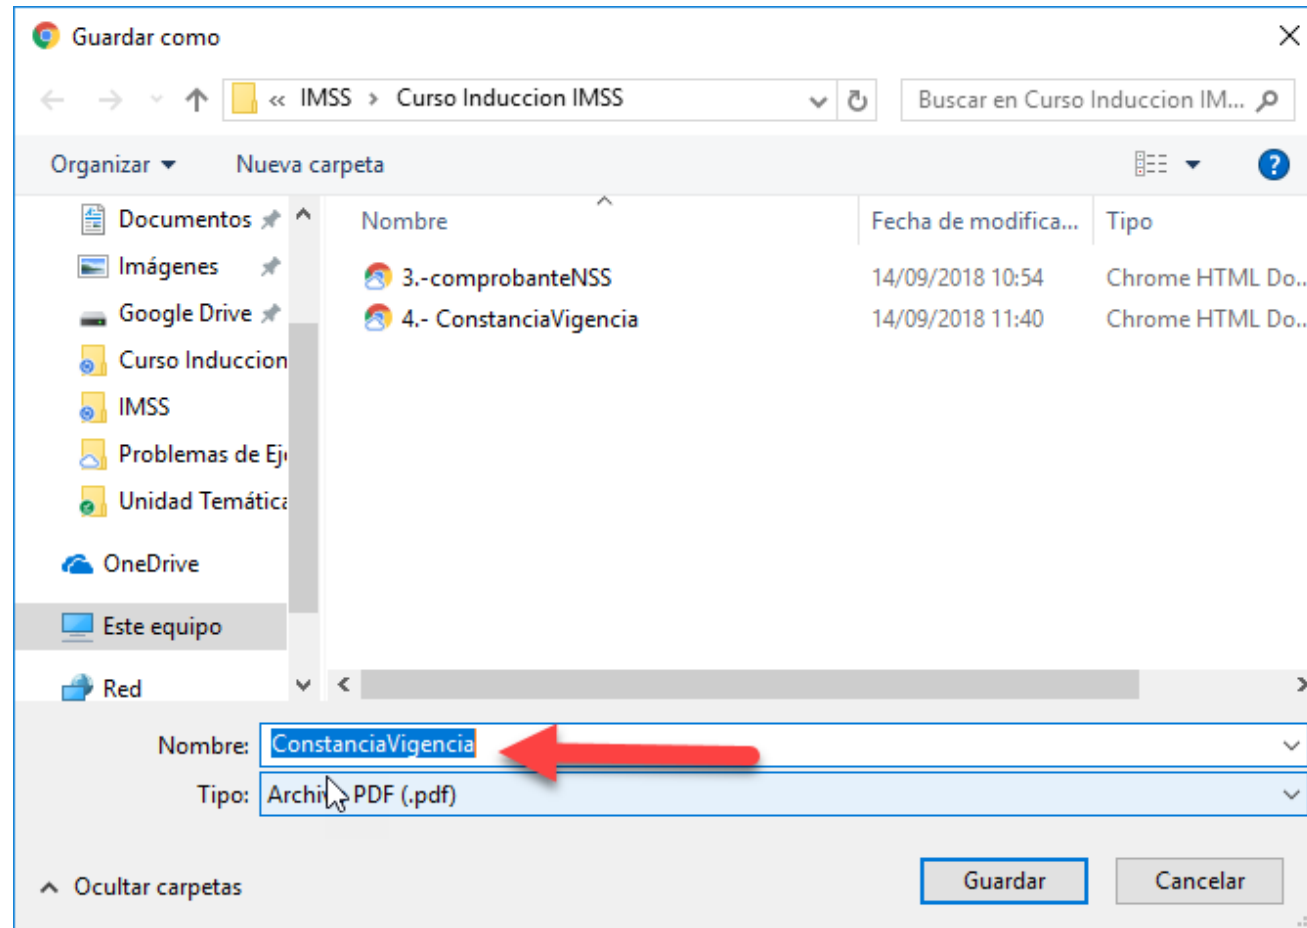 Guardar como
« IMSS > Curso Induccion IMSS
Buscar en Curso Induccion IM...
Organizar
Nueva carpeta
?
Documentos
Imágenes
Google Drive
Curso Induccion
IMSS
Problemas de Ej
Unidad Temática
OneDrive
Este equipo
Red
Nombre Fecha de modifica... Tipo
3.-comprobanteNSS 14/09/2018 10:54 Chrome HTML Do...
4.- ConstanciaVigencia 14/09/2018 11:40 Chrome HTML Do...
Nombre: ConstanciaVigencia
Tipo: Archivo PDF (.pdf)
Ocultar carpetas
Guardar
Cancelar